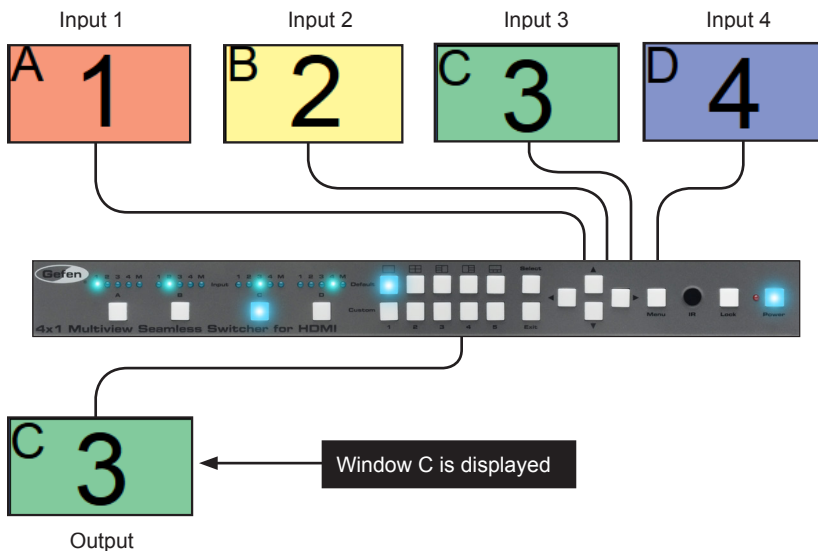 Input 1 Input 2 Input 3 Input 4
A 1 B 2 C 3 D 4
Gefen
1 2 3 4 M 1 2 3 4 M Input 1 2 3 4 M 1 2 3 4 M Default Select
A B C D
Custom
Menu IR Lock Power
4x1 Multiview Seamless Switcher for HDMI 1 2 3 4 5 Exit
C 3
Window C is displayed
Output